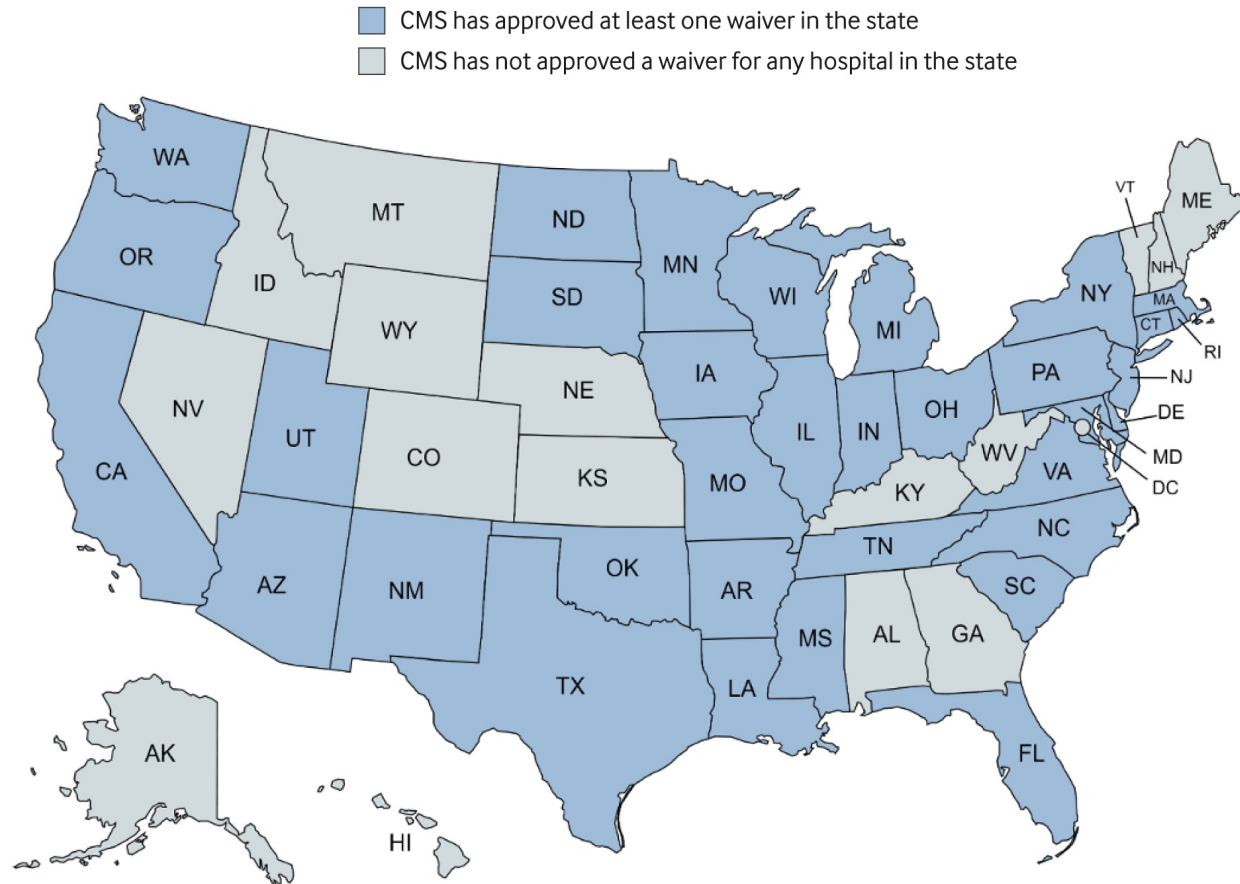 CMS has approved at least one waiver in the state
CMS has not approved a waiver for any hospital in the state
WA
MT
ND
MN
VT
ME
OR
ID
SD
WI
MI
NY
NH
MA
CT
RI
WY
IA
PA
NJ
NV
UT
NE
IL
IN
OH
DE
CA
CO
KS
MO
WV
VA
MD
DC
KY
NC
AZ
NM
OK
AR
TN
SC
MS
AL
GA
TX
LA
FL
AK
HI